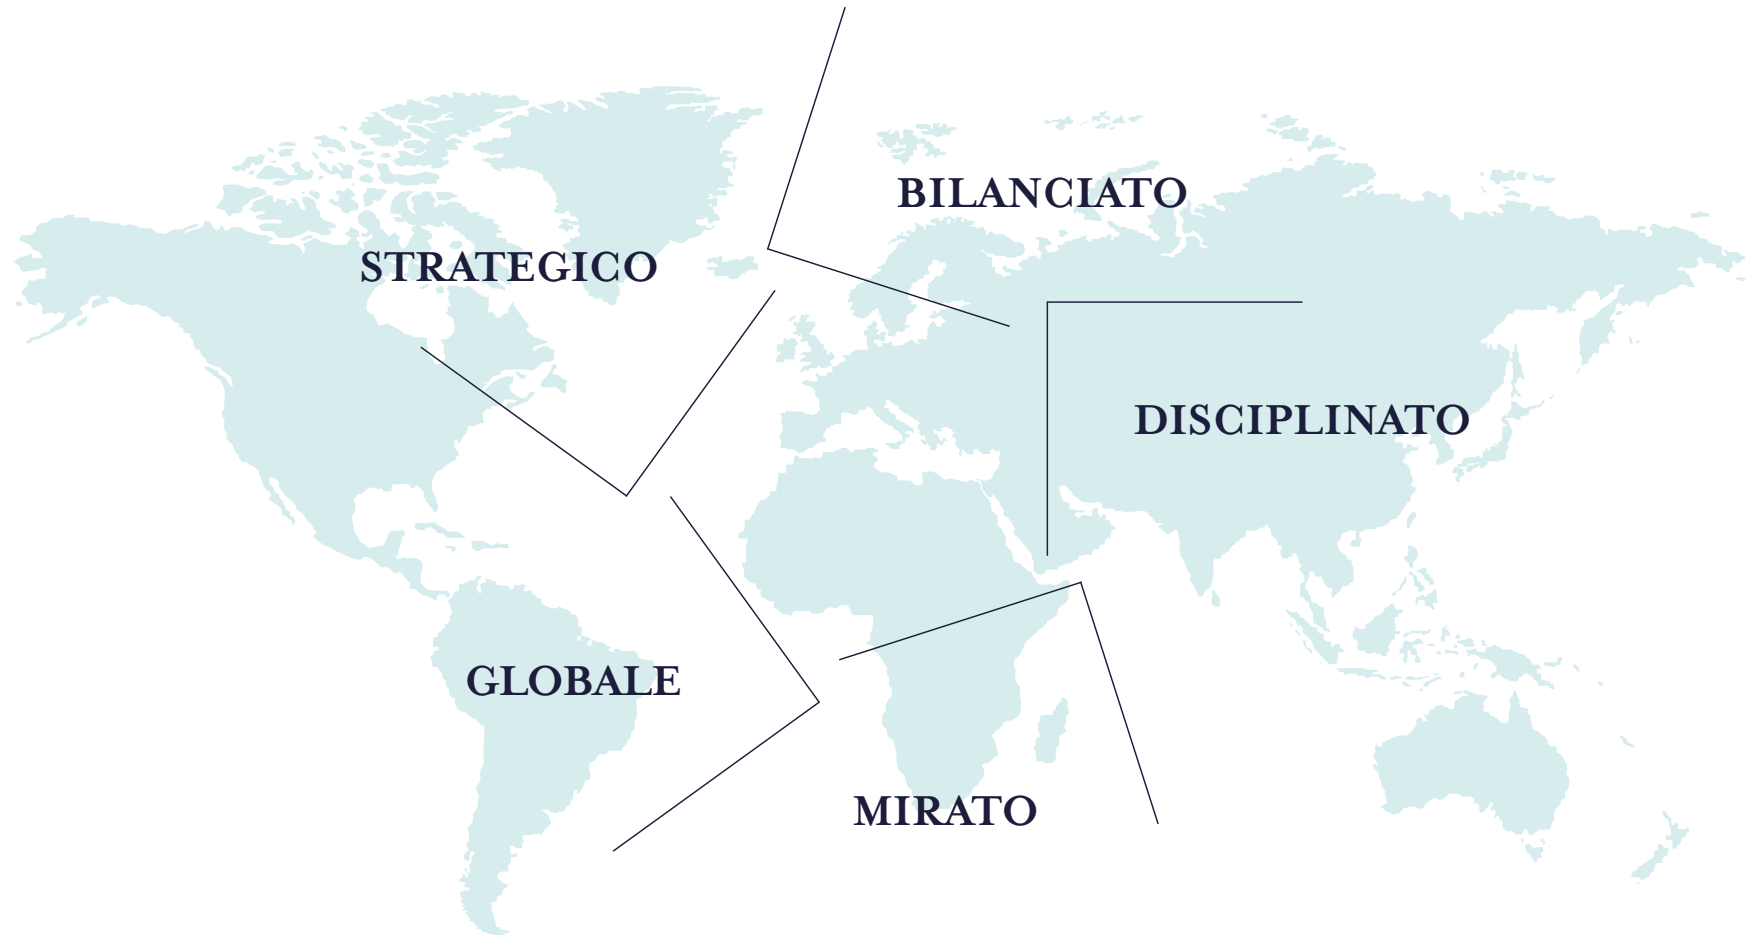 BILANCIATO
STRATEGICO
DISCIPLINATO
GLOBALE
MIRATO